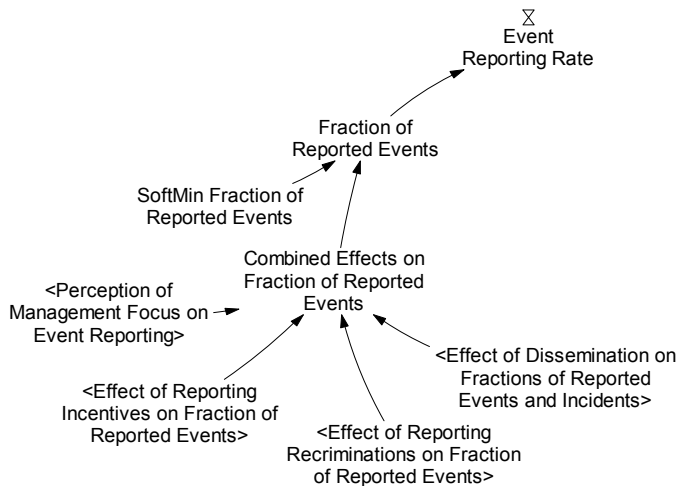 Event
Reporting Rate
Fraction of
Reported Events
SoftMin Fraction of
Reported Events
Combined Effects on
Fraction of Reported
Events
<Perception of
Management Focus on
Event Reporting>
<Effect of Dissemination on
Fractions of Reported
Events and Incidents>
<Effect of Reporting
Incentives on Fraction of
Reported Events>
<Effect of Reporting
Recriminations on Fraction
of Reported Events>